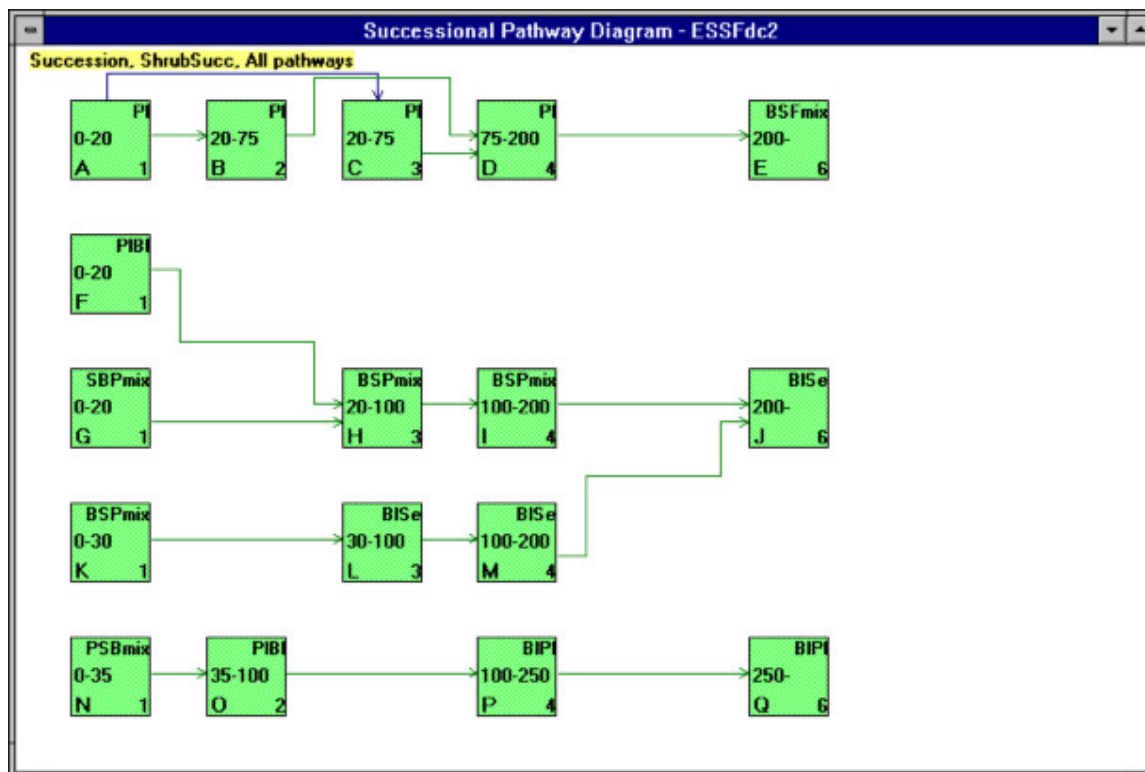 Successional Pathway Diagram - ESSFdc2
Succession, ShrubSucc, All pathways
Pl
0-20
A 1
Pl
20-75
B 2
Pl
20-75
C 3
Pl
75-200
D 4
BSFmix
200-
E 6
PlBl
0-20
F 1
SBPmix
0-20
G 1
BSPmix
20-100
H 3
BSPmix
100-200
I 4
BlSe
200-
J 6
BSPmix
0-30
K 1
BlSe
30-100
L 3
BlSe
100-200
M 4
PSBmix
0-35
N 1
PlBl
35-100
O 2
BlPl
100-250
P 4
BlPl
250-
Q 6